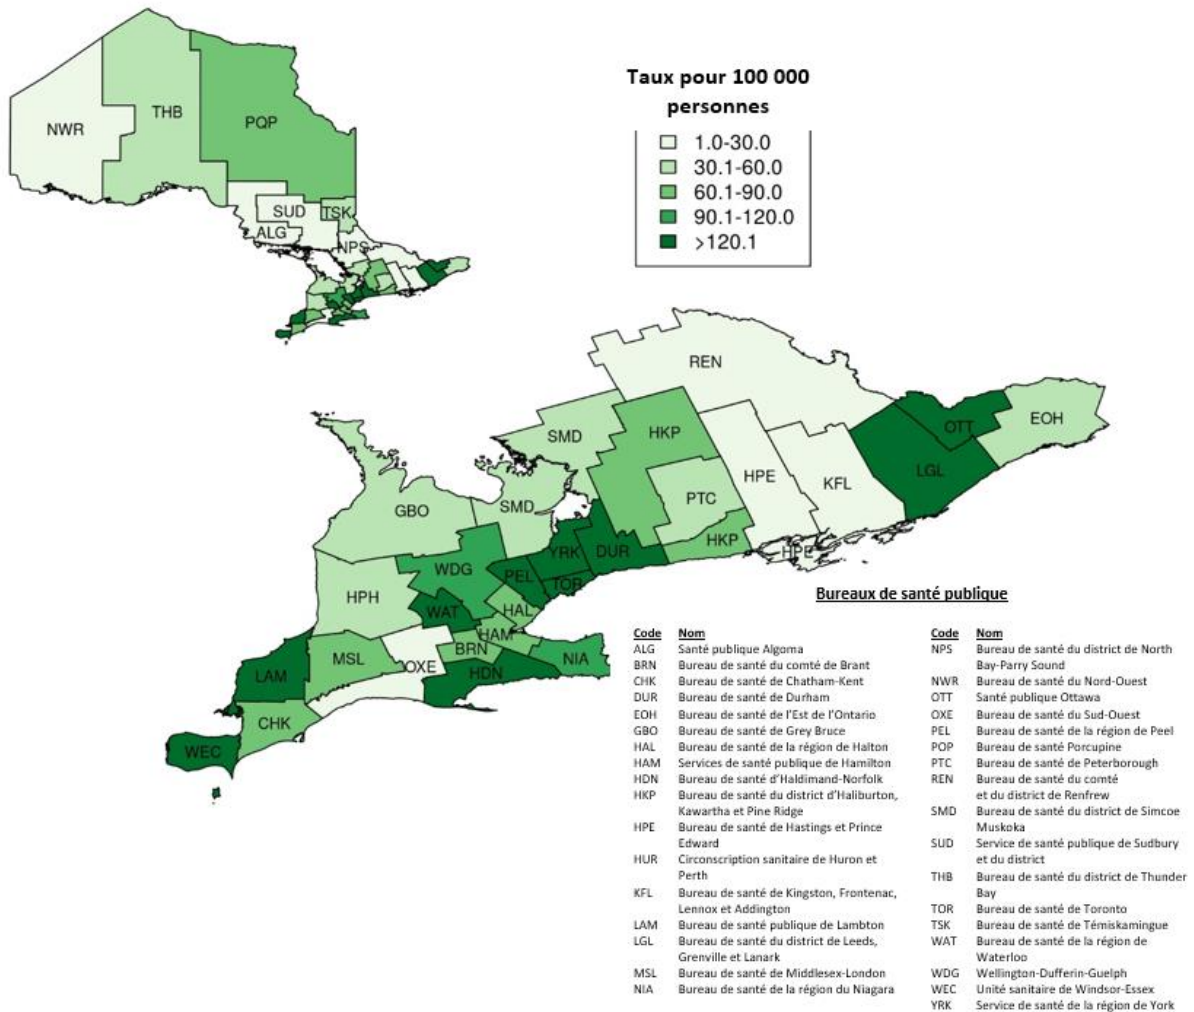 Taux pour 100 000
personnes
1.0-30.0
30.1-60.0
60.1-90.0
90.1-120.0
>120.1
NWR
THB
PQP
SUD
TSK
ALG
NPS
REN
SMD
HKP
OTT
EOH
LGL
HPE
KFL
PTC
GBO
SMD
HKP
YRK
DUR
HPE
WDG
PEL
TOR
HPH
WAT
HAL
HAM
BRN
MSL
OXE
NIA
LAM
HDN
CHK
WEC
Bureaux de santé publique
Code Nom
ALG Santé publique Algoma
BRN Bureau de santé du comté de Brant
CHK Bureau de santé de Chatham-Kent
DUR Bureau de santé de Durham
EOH Bureau de santé de l'Est de l'Ontario
GBO Bureau de santé de Grey Bruce
HAL Bureau de santé de la région de Halton
HAM Services de santé publique de Hamilton
HDN Bureau de santé d'Haldimand-Norfolk
HKP Bureau de santé du district d'Haliburton,
Kawartha et Pine Ridge
HPE Bureau de santé de Hastings et Prince
Edward
HUR Circonscription sanitaire de Huron et
Perth
KFL Bureau de santé de Kingston, Frontenac,
Lennox et Addington
LAM Bureau de santé publique de Lambton
LGL Bureau de santé du district de Leeds,
Grenville et Lanark
MSL Bureau de santé de Middlesex-London
NIA Bureau de santé de la région du Niagara
Code Nom
NPS Bureau de santé du district de North
Bay-Parry Sound
NWR Bureau de santé du Nord-Ouest
OTT Santé publique Ottawa
OXE Bureau de santé du Sud-Ouest
PEL Bureau de santé de la région de Peel
POP Bureau de santé Porcupine
PTC Bureau de santé de Peterborough
REN Bureau de santé du comté
et du district de Renfrew
SMD Bureau de santé du district de Simcoe
Muskoka
SUD Service de santé publique de Sudbury
et du district
THB Bureau de santé du district de Thunder
Bay
TOR Bureau de santé de Toronto
TSK Bureau de santé de Témiskamingue
WAT Bureau de santé de la région de
Waterloo
WDG Wellington-Dufferin-Guelph
WEC Unité sanitaire de Windsor-Essex
YRK Service de santé de la région de York